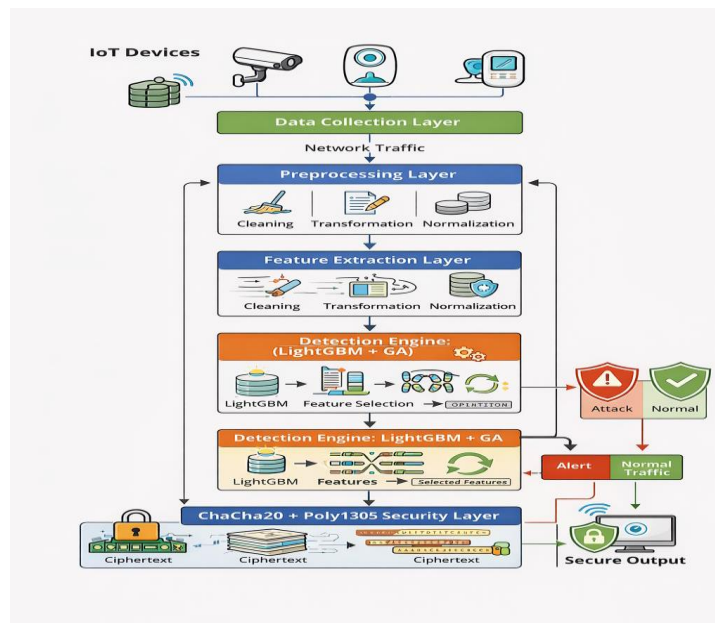 IoT Devices
Data Collection Layer
Network Traffic
Preprocessing Layer
Cleaning Transformation Normalization
Feature Extraction Layer
Cleaning Transformation Normalization
Detection Engine:
(LightGBM + GA)
LightGBM Feature Selection
Attack Normal
Detection Engine: LightGBM + GA
LightGBM Features Selected Features
Alert Normal
Traffic
ChaCha20 + Poly1305 Security Layer
Ciphertext Ciphertext Ciphertext
Secure Output